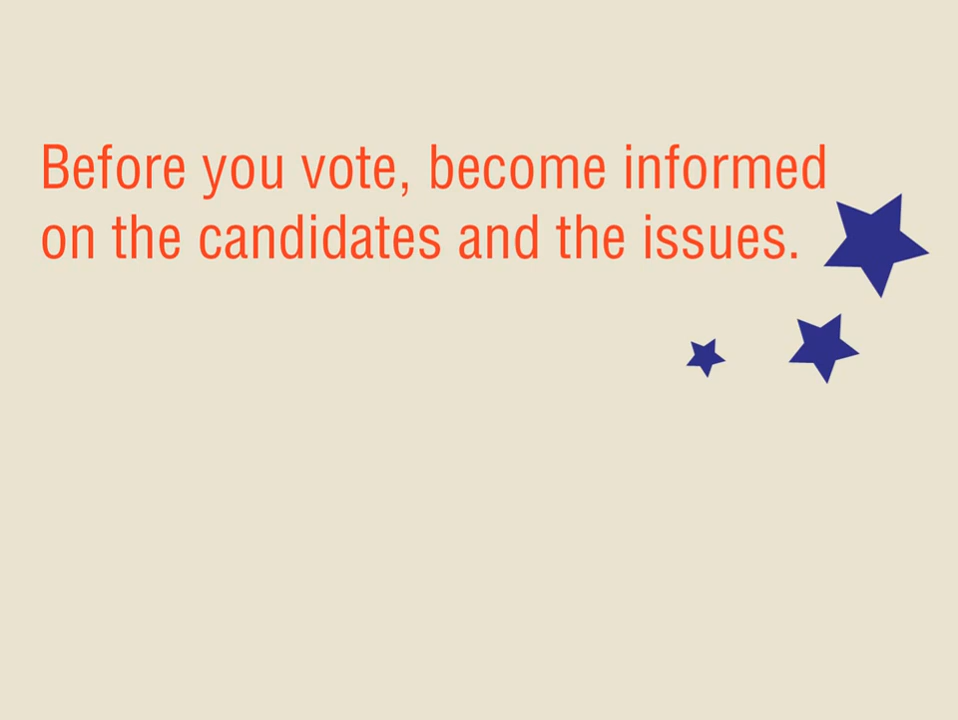 Before you vote, become informed
on the candidates and the issues.